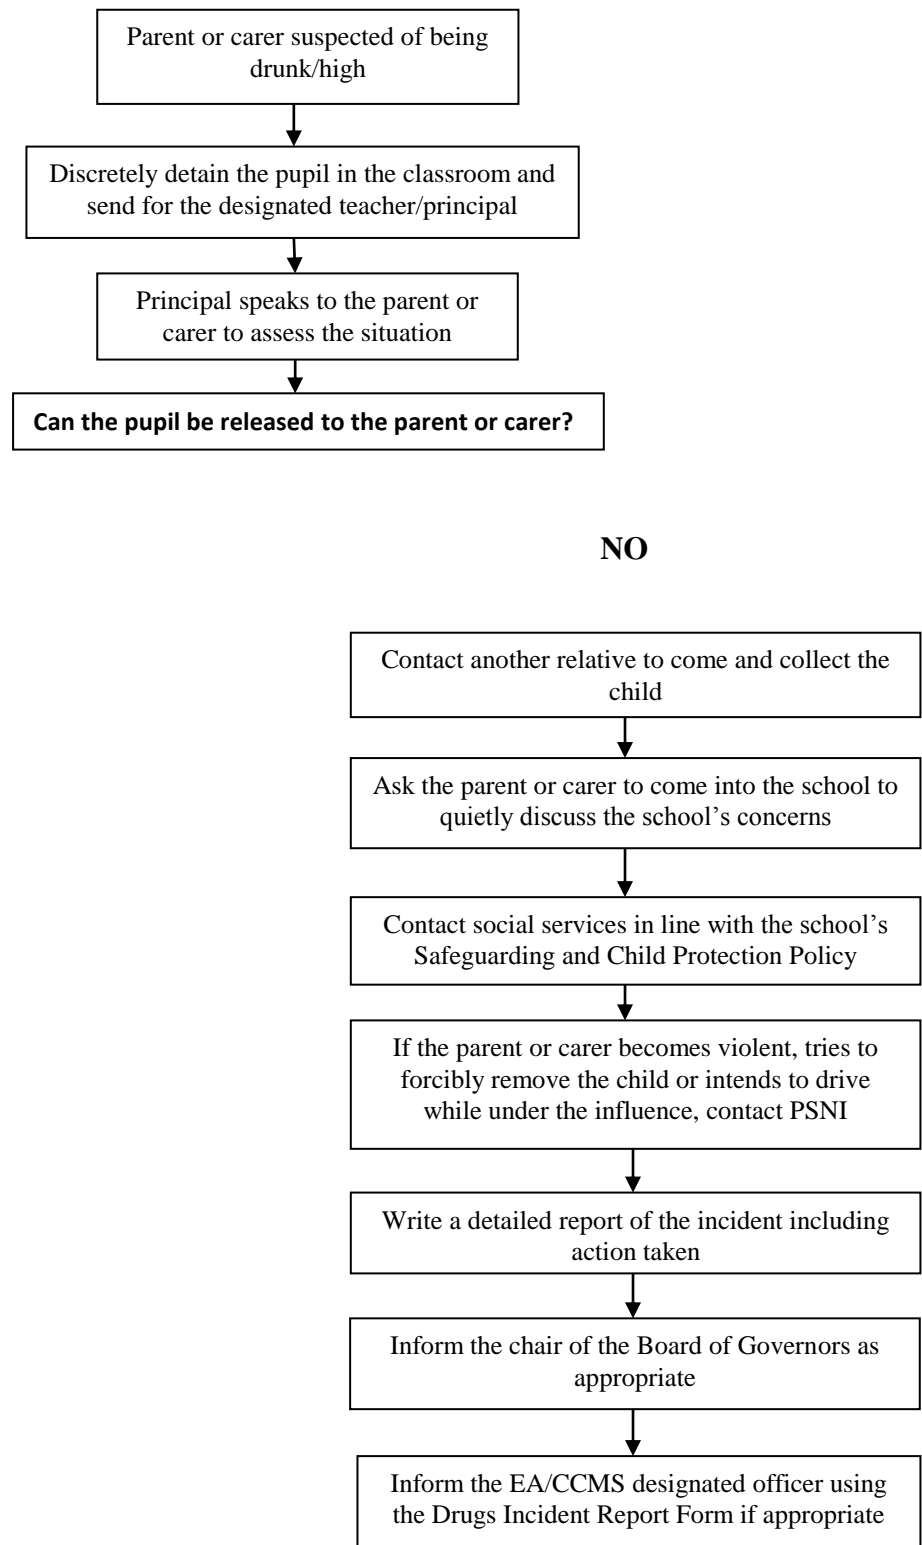 Parent or carer suspected of being
drunk/high
Discretely detain the pupil in the classroom and
send for the designated teacher/principal
Principal speaks to the parent or
carer to assess the situation
Can the pupil be released to the parent or carer?
NO
Contact another relative to come and collect the
child
Ask the parent or carer to come into the school to
quietly discuss the school’s concerns
Contact social services in line with the school’s
Safeguarding and Child Protection Policy
If the parent or carer becomes violent, tries to
forcibly remove the child or intends to drive
while under the influence, contact PSNI
Write a detailed report of the incident including
action taken
Inform the chair of the Board of Governors as
appropriate
Inform the EA/CCMS designated officer using
the Drugs Incident Report Form if appropriate